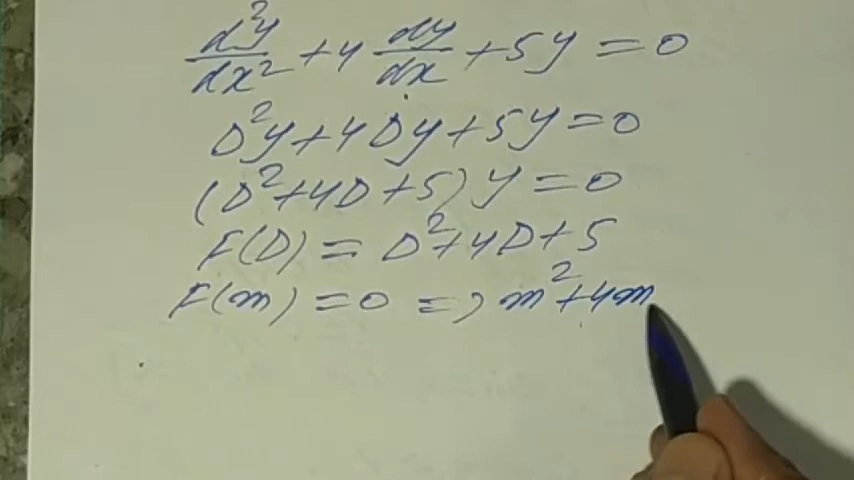 d²y/dx² + 4 dy/dx + 5y = 0
D²y + 4Dy + 5y = 0
(D² + 4D + 5) y = 0
F(D) = D² + 4D + 5
F(m) = 0 => m² + 4m